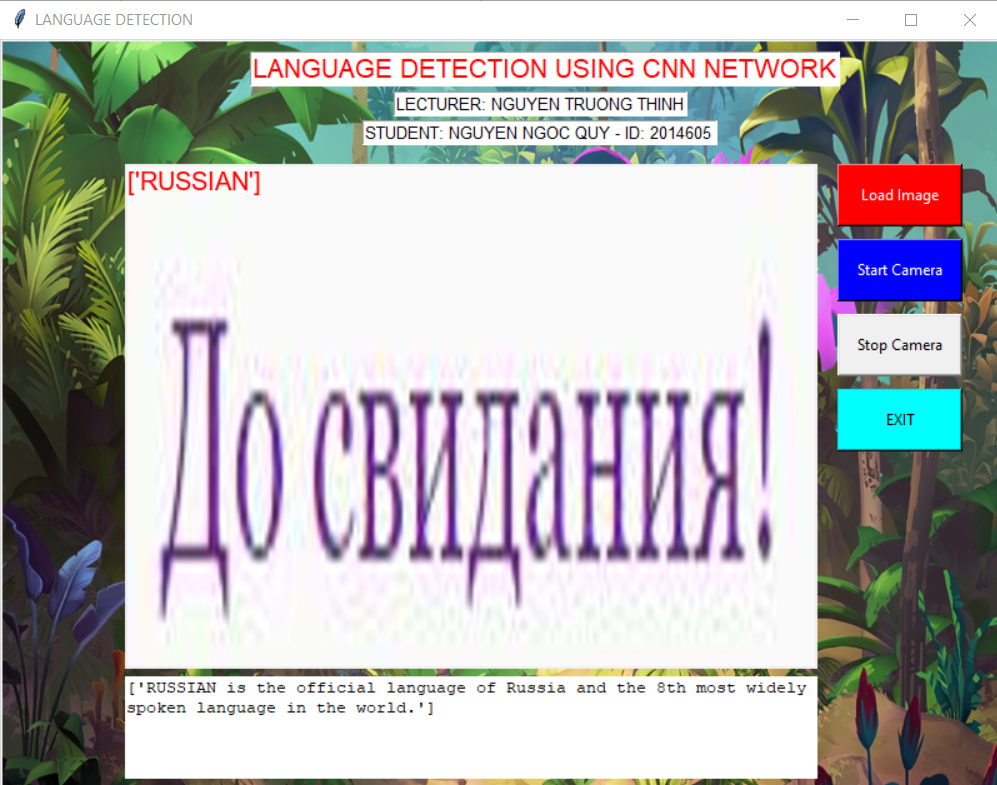 LANGUAGE DETECTION
LANGUAGE DETECTION USING CNN NETWORK
LECTURER: NGUYEN TRUONG THINH
STUDENT: NGUYEN NGOC QUY - ID: 2014605
['RUSSIAN']
До свидания!
Load Image
Start Camera
Stop Camera
EXIT
['RUSSIAN is the official language of Russia and the 8th most widely
spoken language in the world.']